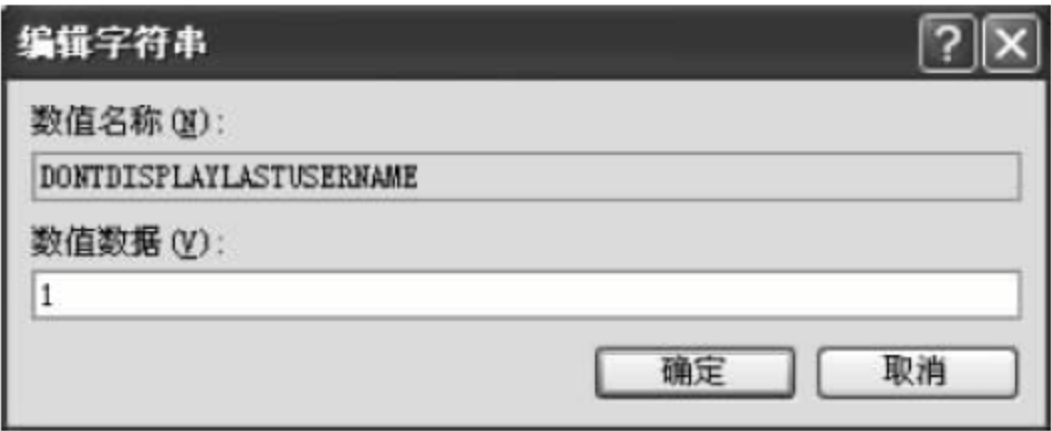 编辑字符串
数值名称(N):
DONTDISPLAYLASTUSERNAME
数值数据(V):
1
确定 取消